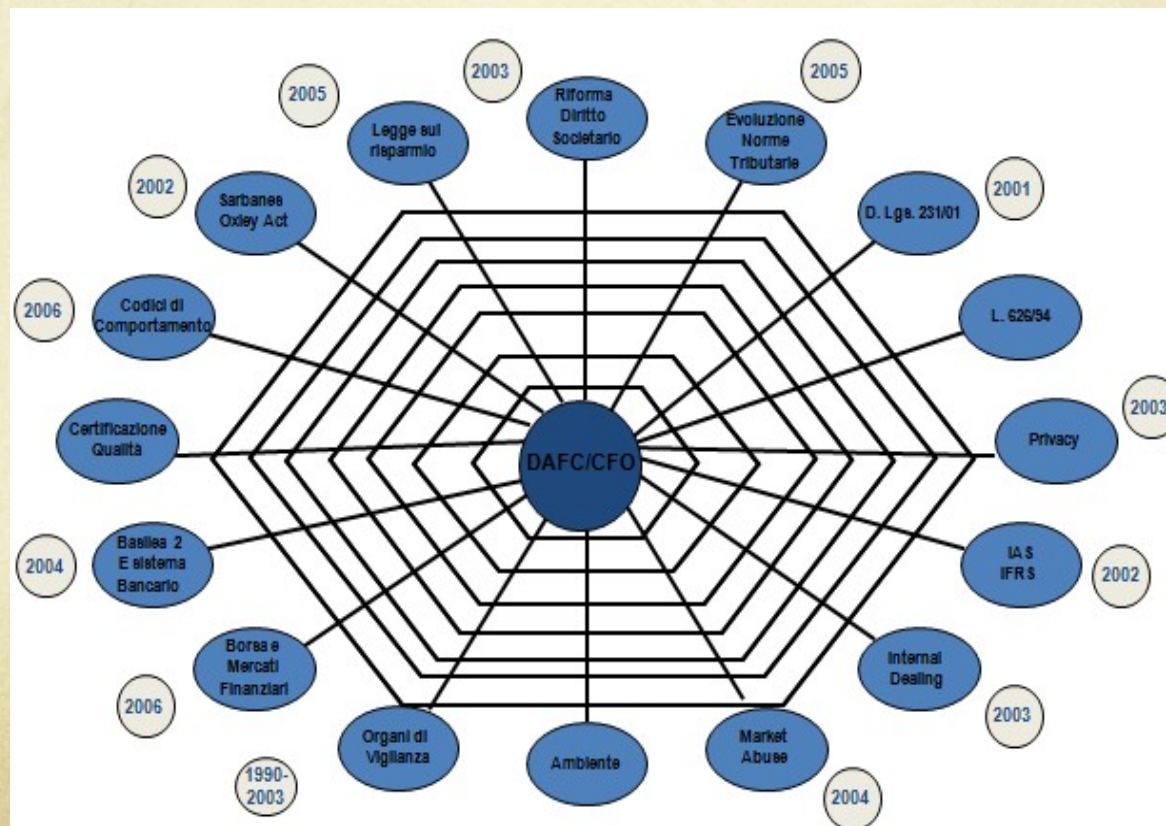 2003
Riforma
Diritto
Societario
2005
Evoluzione
Norme
Tributarie
2001
D. Lgs. 231/01
L. 626/94
2003
Privacy
IAS
IFRS
2002
Internal
Dealing
2003
Market
Abuse
2004
Ambiente
Organi di
Vigilanza
1990-
2003
Borsa e
Mercati
Finanziari
2006
Basilea 2
E sistema
Bancario
2004
Certificazione
Qualità
Codici di
Comportamento
2006
Sarbanes
Oxley Act
2002
Legge sul
risparmio
2005
DAFC/CFO